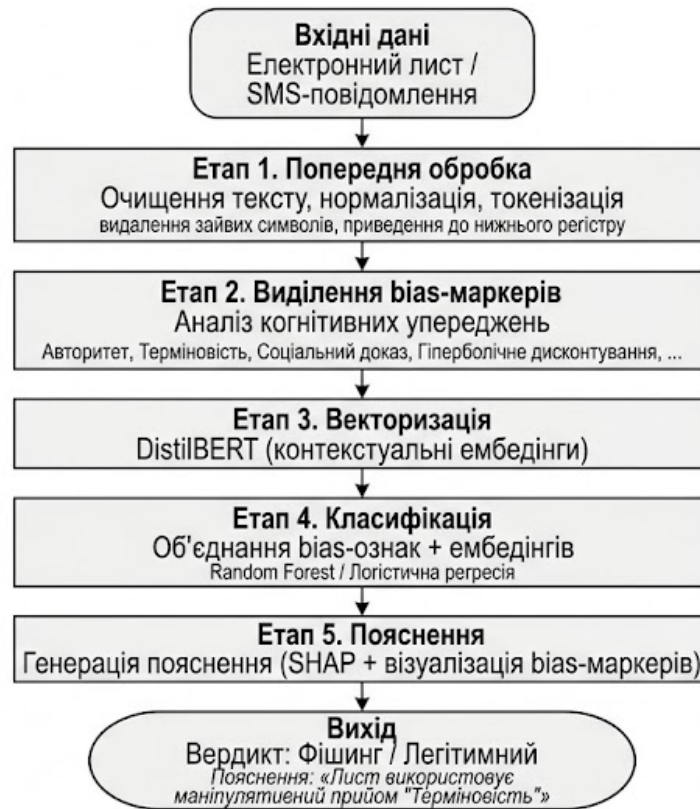 Вхідні дані
Електронний лист /
SMS-повідомлення
Етап 1. Попередня обробка
Очищення тексту, нормалізація, токенізація
видалення зайвих символів, приведення до нижнього регістру
Етап 2. Виділення bias-маркерів
Аналіз когнітивних упереджень
Авторитет, Терміновість, Соціальний доказ, Гіперболічне дисконтування, ...
Етап 3. Векторизація
DistilBERT (контекстуальні ембедінги)
Етап 4. Класифікація
Об'єднання bias-ознак + ембедінгів
Random Forest / Логістична регресія
Етап 5. Пояснення
Генерація пояснення (SHAP + візуалізація bias-маркерів)
Вихід
Вердикт: Фішинг / Легітимний
Пояснення: «Лист використовує
маніпулятивний прийом "Терміновість"»